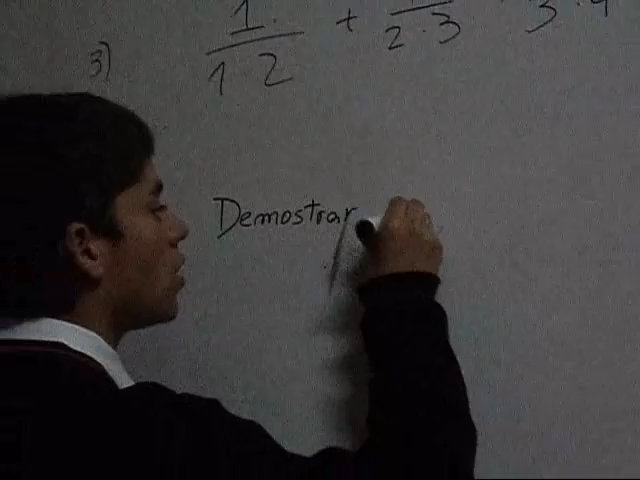 3) 1 / 1·2 + 1 / 2·3
Demostrar